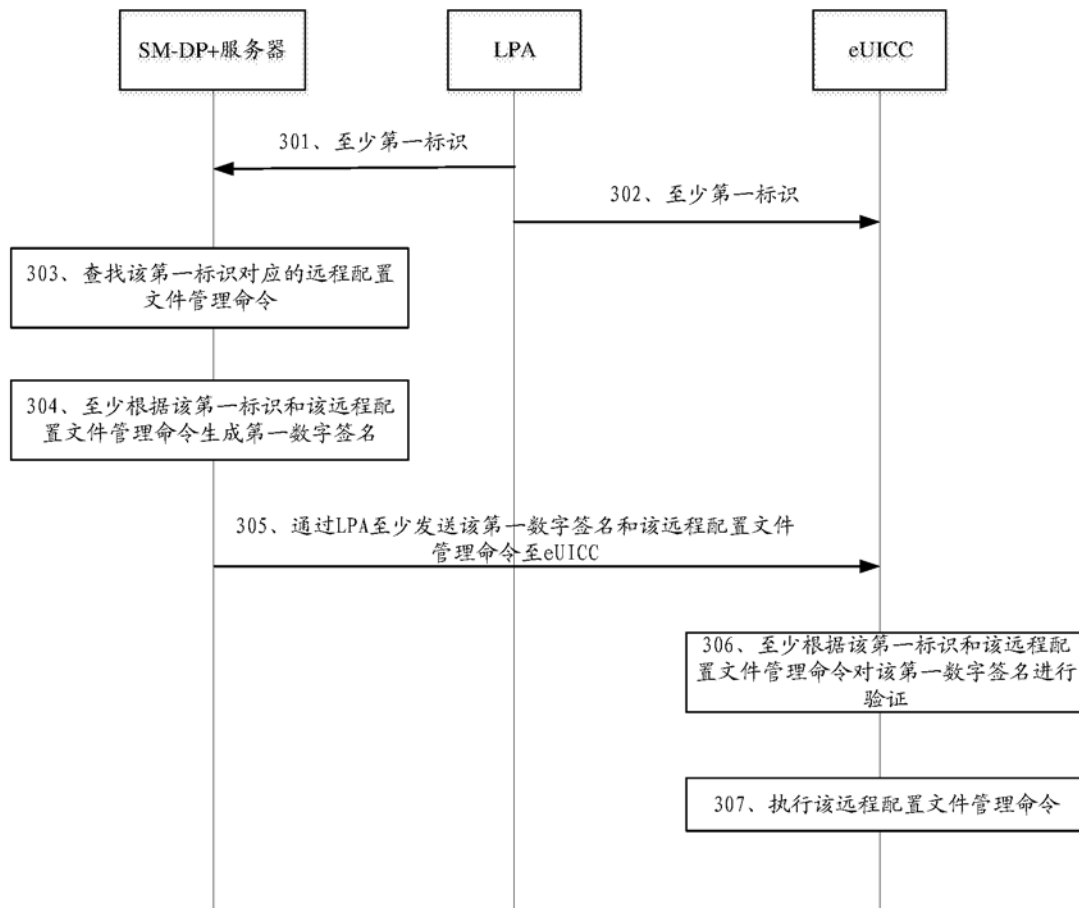 SM-DP+服务器
LPA
eUICC
301、至少第一标识
302、至少第一标识
303、查找该第一标识对应的远程配置
文件管理命令
304、至少根据该第一标识和该远程配
置文件管理命令生成第一数字签名
305、通过LPA至少发送该第一数字签名和该远程配置文件
管理命令至eUICC
306、至少根据该第一标识和该远程配
置文件管理命令对该第一数字签名进行
验证
307、执行该远程配置文件管理命令